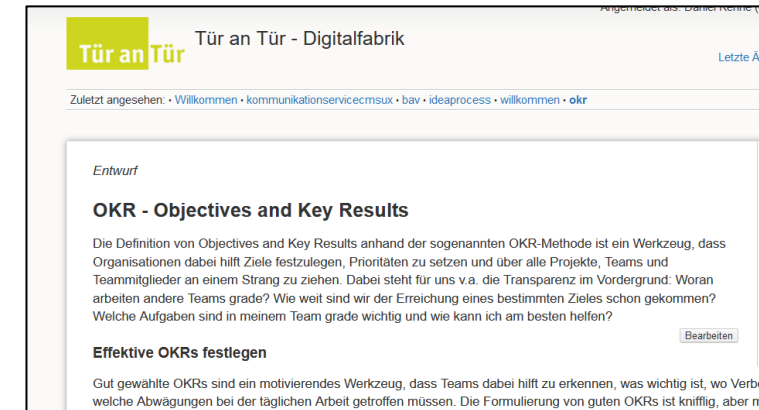 Angemeldet als: Daniel Kehne (
Tür an Tür
Tür an Tür - Digitalfabrik
Letzte Ä
Zuletzt angesehen: • Willkommen • kommunikationservicecmsux • bav • ideaprocess • willkommen • okr
Entwurf
OKR - Objectives and Key Results
Die Definition von Objectives and Key Results anhand der sogenannten OKR-Methode ist ein Werkzeug, dass
Organisationen dabei hilft Ziele festzulegen, Prioritäten zu setzen und über alle Projekte, Teams und
Teammitglieder an einem Strang zu ziehen. Dabei steht für uns v.a. die Transparenz im Vordergrund: Woran
arbeiten andere Teams grade? Wie weit sind wir der Erreichung eines bestimmten Zieles schon gekommen?
Welche Aufgaben sind in meinem Team grade wichtig und wie kann ich am besten helfen?
Bearbeiten
Effektive OKRs festlegen
Gut gewählte OKRs sind ein motivierendes Werkzeug, dass Teams dabei hilft zu erkennen, was wichtig ist, wo Verbe
welche Abwägungen bei der täglichen Arbeit getroffen müssen. Die Formulierung von guten OKRs ist knifflig, aber m